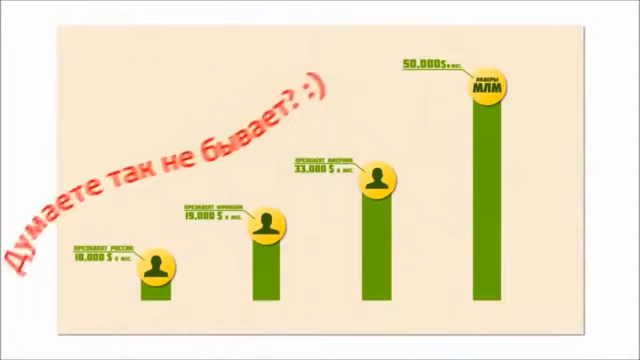 Думаете так не бывает? :)
50,000$ в мес.
ЛИДЕРЫ
МЛМ
ПРЕЗИДЕНТ АМЕРИКИ
33,000 $ в мес.
ПРЕЗИДЕНТ ФРАНЦИИ
19,000 $ в мес.
ПРЕЗИДЕНТ РОССИИ
10,000 $ в мес.